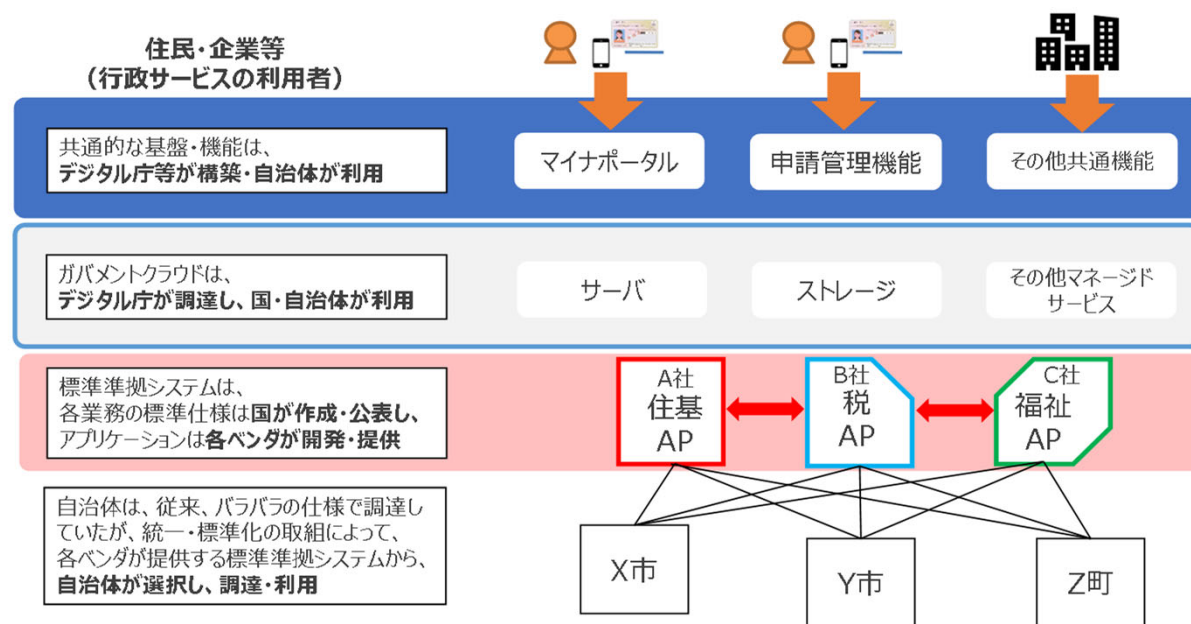 住民・企業等
（行政サービスの利用者）
共通的な基盤・機能は、
デジタル庁等が構築・自治体が利用
マイナポータル
申請管理機能
その他共通機能
ガバメントクラウドは、
デジタル庁が調達し、国・自治体が利用
サーバ
ストレージ
その他マネージド
サービス
標準準拠システムは、
各業務の標準仕様は国が作成・公表し、
アプリケーションは各ベンダが開発・提供
A社
住基
AP
B社
税
AP
C社
福祉
AP
自治体は、従来、バラバラの仕様で調達し
ていたが、統一・標準化の取組によって、
各ベンダが提供する標準準拠システムから、
自治体が選択し、調達・利用
X市
Y市
Z町